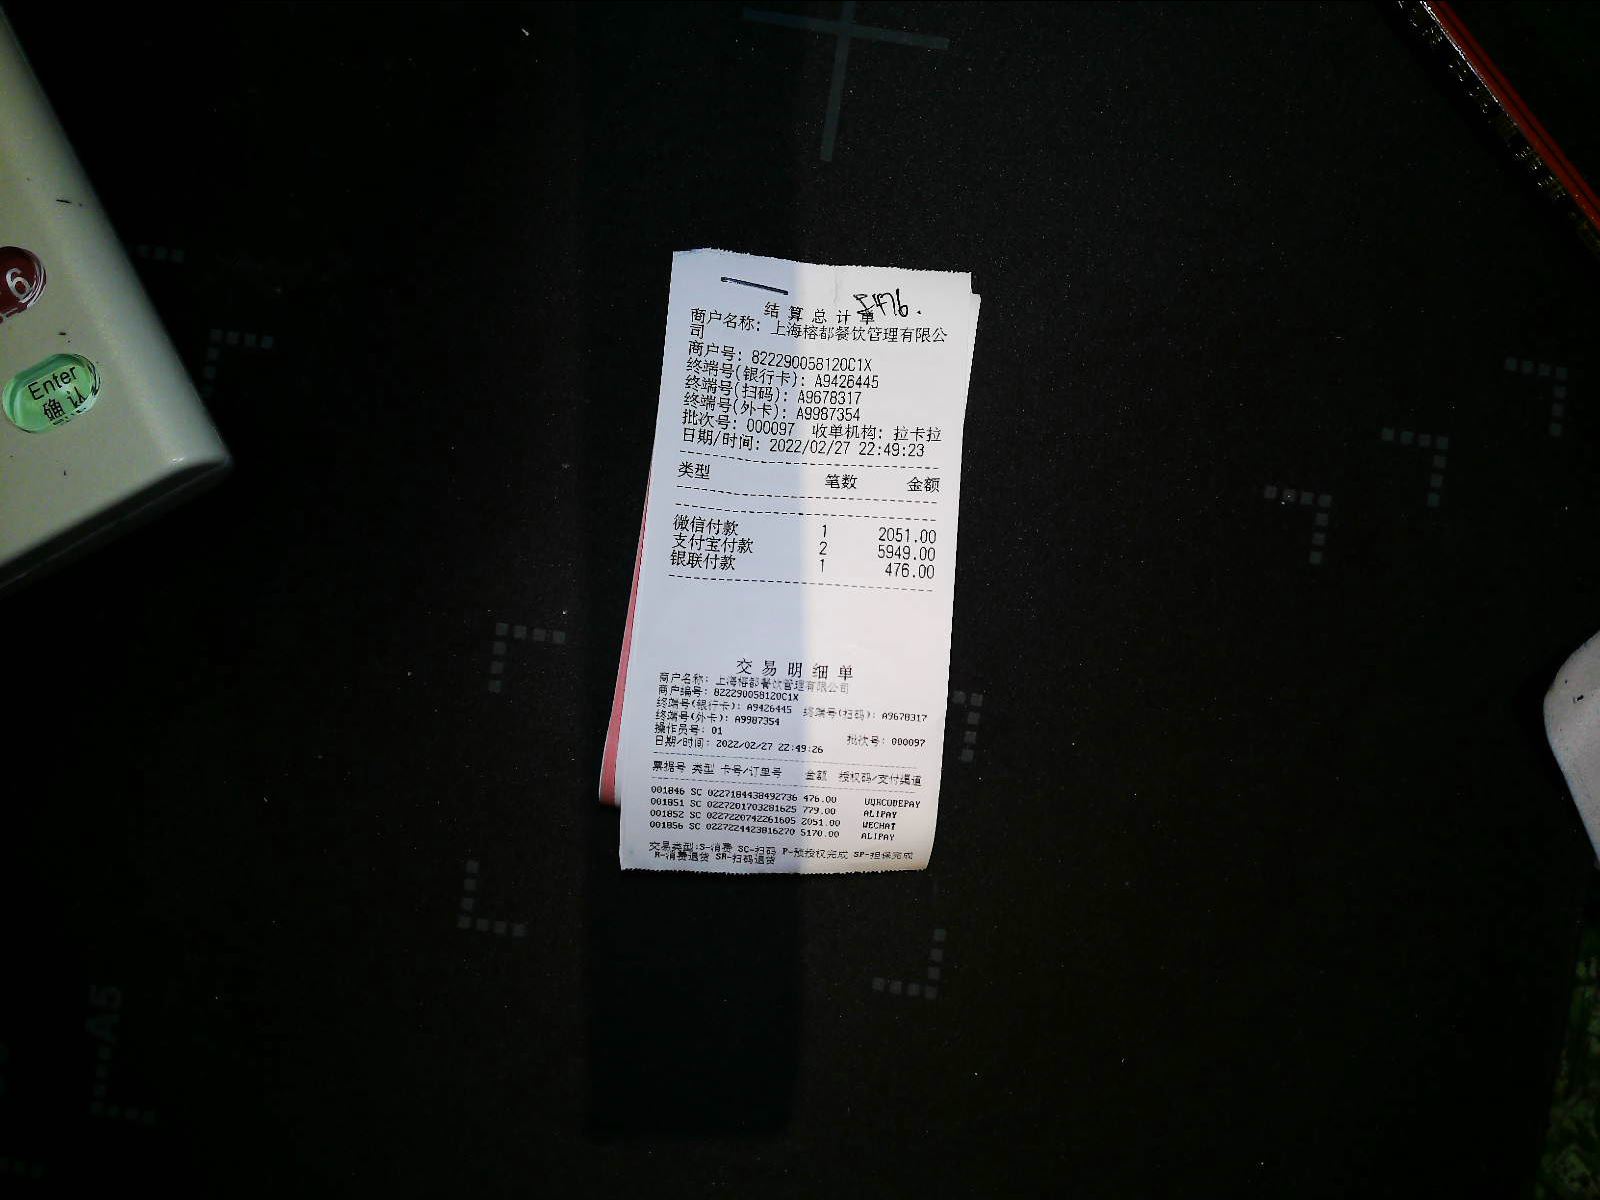 6
Enter
确认
A5
8476.
结算总计单
商户名称: 上海榕都餐饮管理有限公
司
商户号: 822290058120C1X
终端号(银行卡): A9426445
终端号(扫码): A9678317
终端号(外卡): A9987354
批次号: 000097 收单机构: 拉卡拉
日期/时间: 2022/02/27 22:49:23
类型 笔数 金额
微信付款 1 2051.00
支付宝付款 2 5949.00
银联付款 1 476.00
交易明细单
商户名称: 上海榕都餐饮管理有限公司
商户编号: 822290058120C1X
终端号(银行卡): A9426445 终端号(扫码): A9678317
终端号(外卡): A9987354
操作员号: 01 批次号: 000097
日期/时间: 2022/02/27 22:49:26
票据号 类型 卡号/订单号 金额 授权码/支付渠道
001846 SC 0227184438492736 476.00 UQRCODEPAY
001851 SC 0227201703281625 779.00 ALIPAY
001852 SC 0227220742261605 2051.00 WECHAT
001856 SC 0227224423816270 5170.00 ALIPAY
交易类型:S-消费 SC-扫码 P-预授权完成 SP-担保完成
R-消费退货 SR-扫码退货